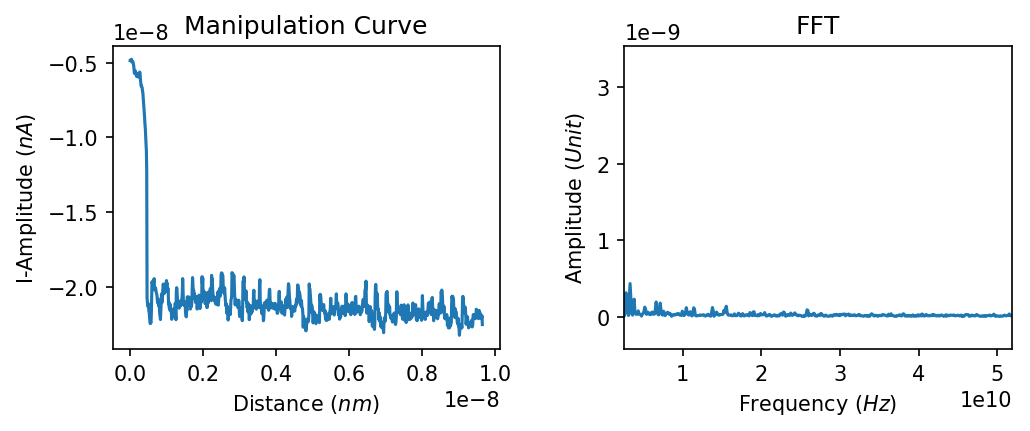 Manipulation Curve
1e−8
I-Amplitude (nA)
−0.5
−1.0
−1.5
−2.0
0.0 0.2 0.4 0.6 0.8 1.0
1e−8
Distance (nm)
FFT
1e−9
Amplitude (Unit)
3
2
1
0
1 2 3 4 5
1e10
Frequency (Hz)